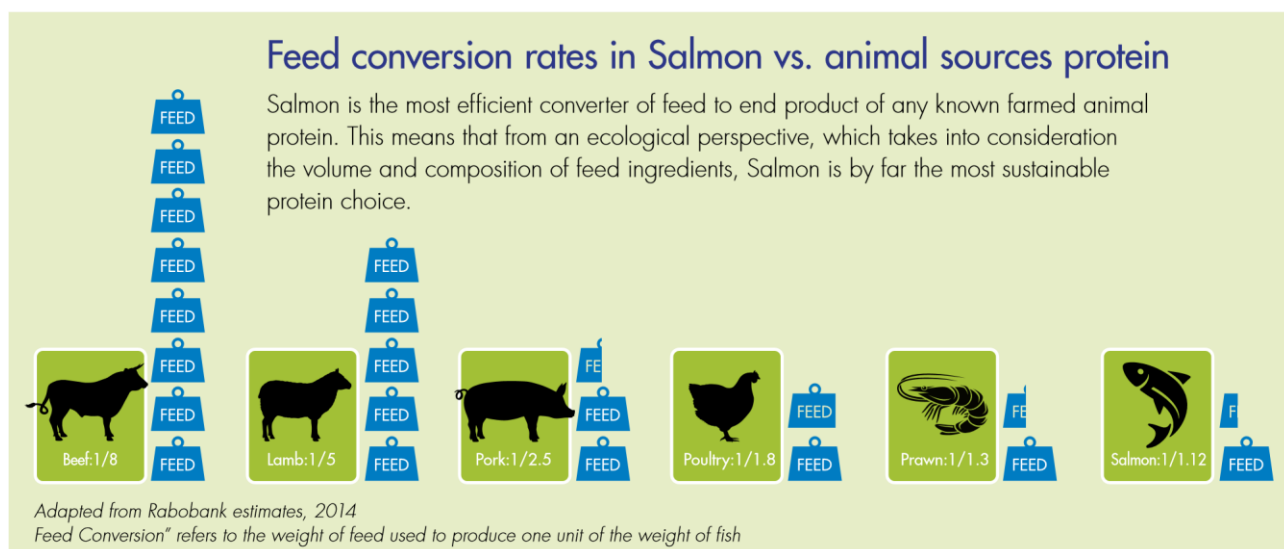 Feed conversion rates in Salmon vs. animal sources protein
Salmon is the most efficient converter of feed to end product of any known farmed animal
protein. This means that from an ecological perspective, which takes into consideration
the volume and composition of feed ingredients, Salmon is by far the most sustainable
protein choice.
FEED
FEED
FEED
FEED
FEED
FEED
FEED
FEED
Beef:1/8
FEED
FEED
FEED
FEED
FEED
Lamb:1/5
FE
FEED
FEED
Pork:1/2.5
FEED
FEED
Poultry:1/1.8
FE
FEED
Prawn:1/1.3
F
FEED
Salmon:1/1.12
Adapted from Rabobank estimates, 2014
Feed Conversion” refers to the weight of feed used to produce one unit of the weight of fish